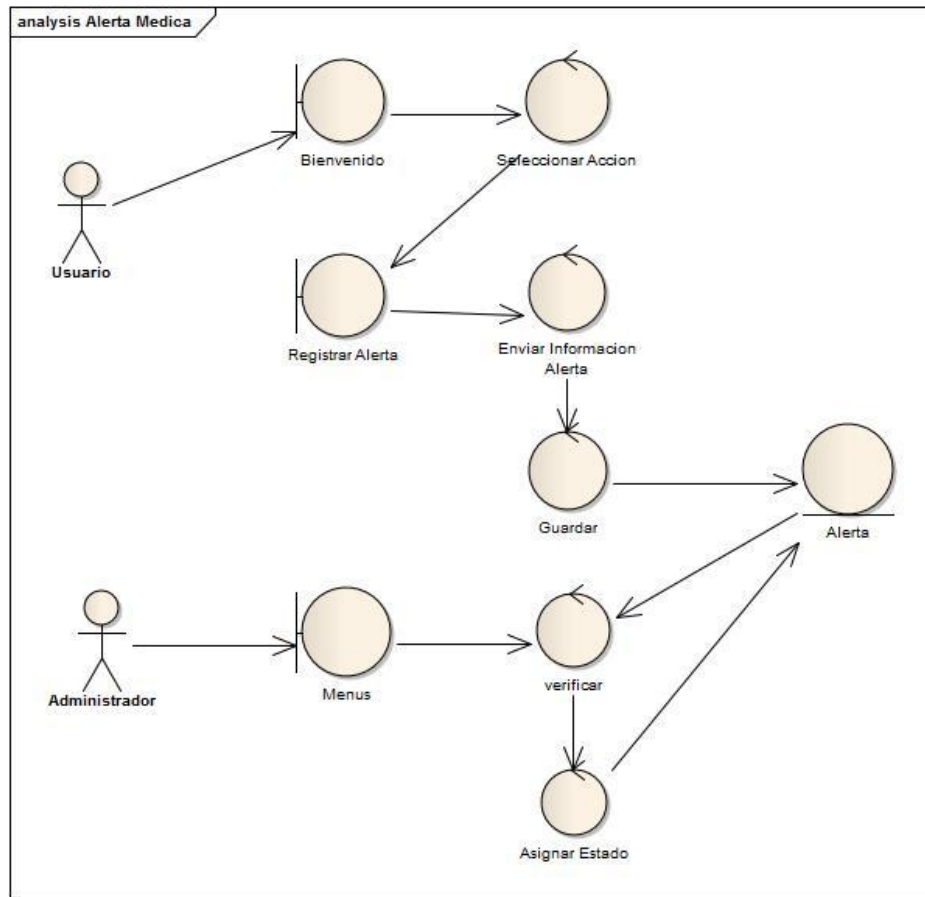 analysis Alerta Medica
Bienvenido
Seleccionar Accion
Usuario
Registrar Alerta
Enviar Informacion
Alerta
Guardar
Alerta
Administrador
Menus
verificar
Asignar Estado